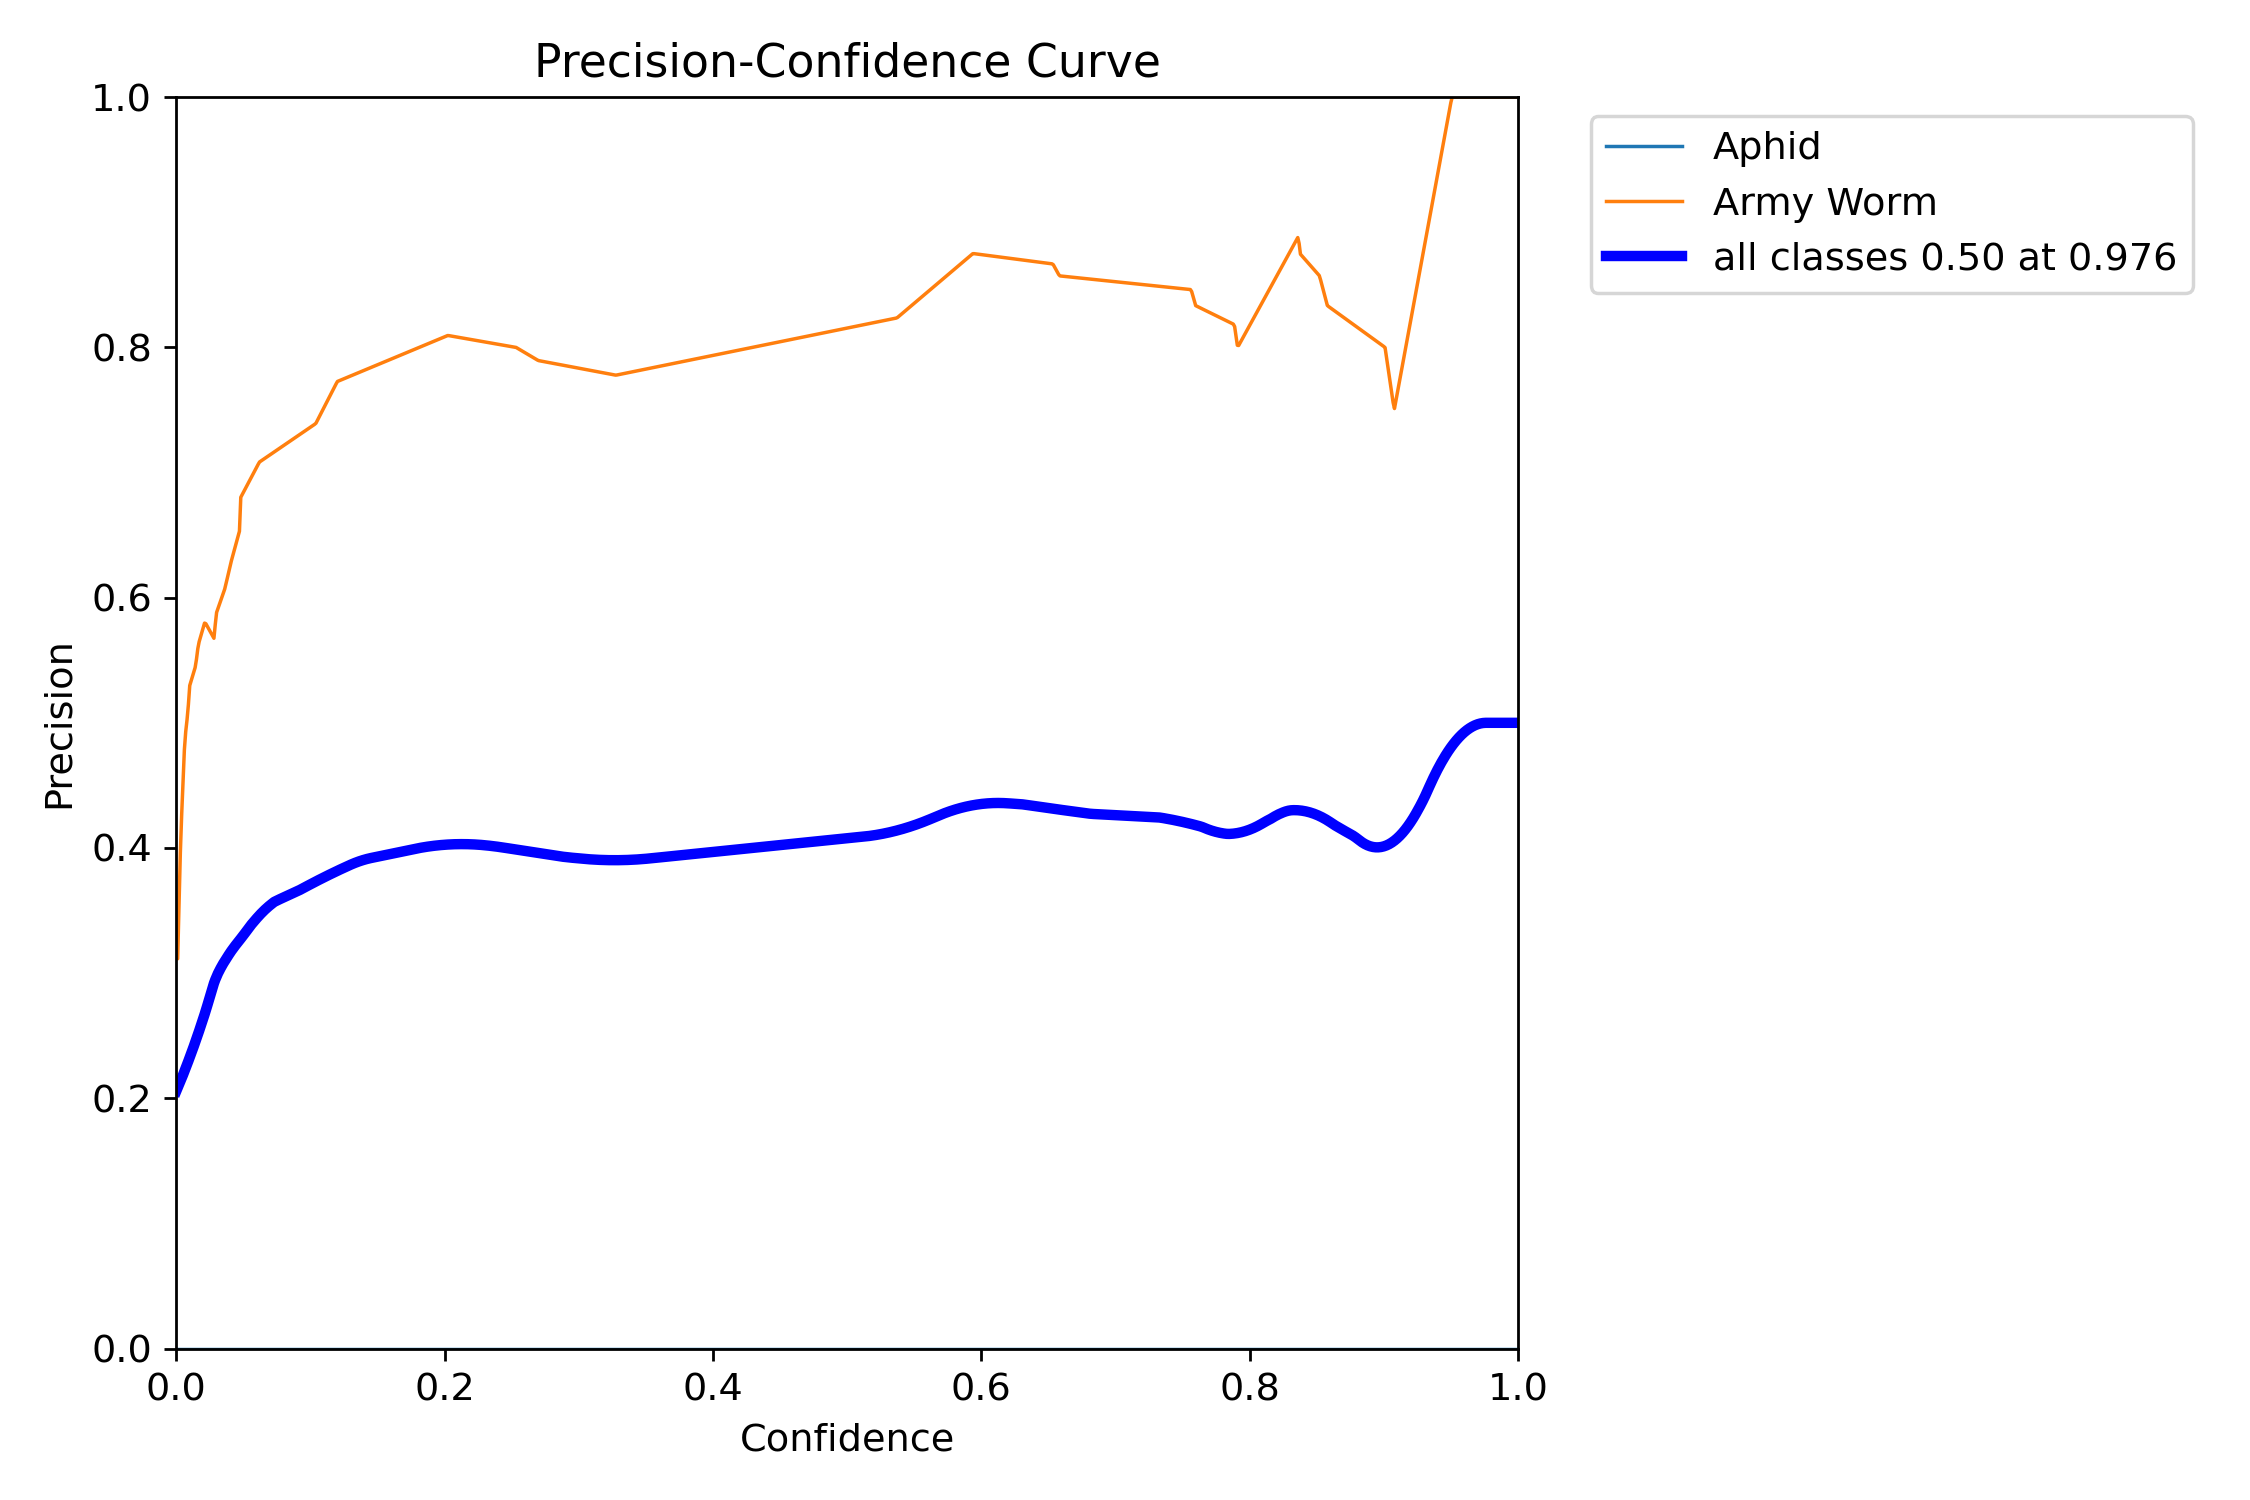 Precision-Confidence Curve
1.0
0.8
0.6
0.4
0.2
0.0
Precision
0.0 0.2 0.4 0.6 0.8 1.0
Confidence
Aphid
Army Worm
all classes 0.50 at 0.976